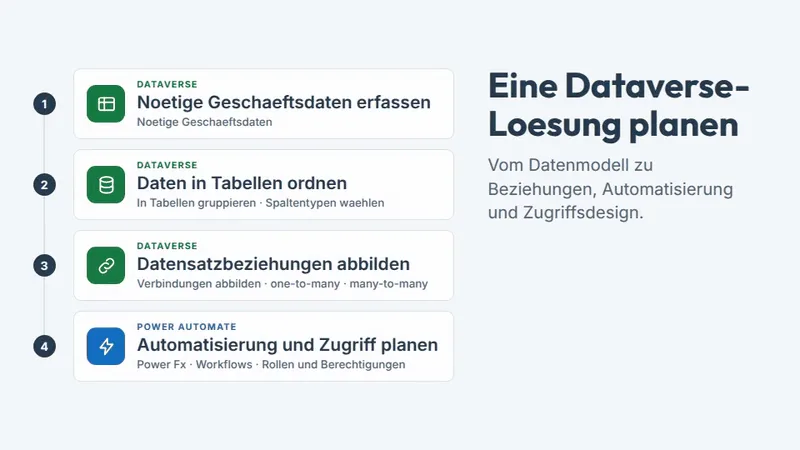 Eine Dataverse-
Loesung planen
Vom Datenmodell zu
Beziehungen, Automatisierung
und Zugriffsdesign.
1
DATAVERSE
Noetige Geschaeftsdaten erfassen
Noetige Geschaeftsdaten
2
DATAVERSE
Daten in Tabellen ordnen
In Tabellen gruppieren · Spaltentypen waehlen
3
DATAVERSE
Datensatzbeziehungen abbilden
Verbindungen abbilden · one-to-many · many-to-many
4
POWER AUTOMATE
Automatisierung und Zugriff planen
Power Fx · Workflows · Rollen und Berechtigungen